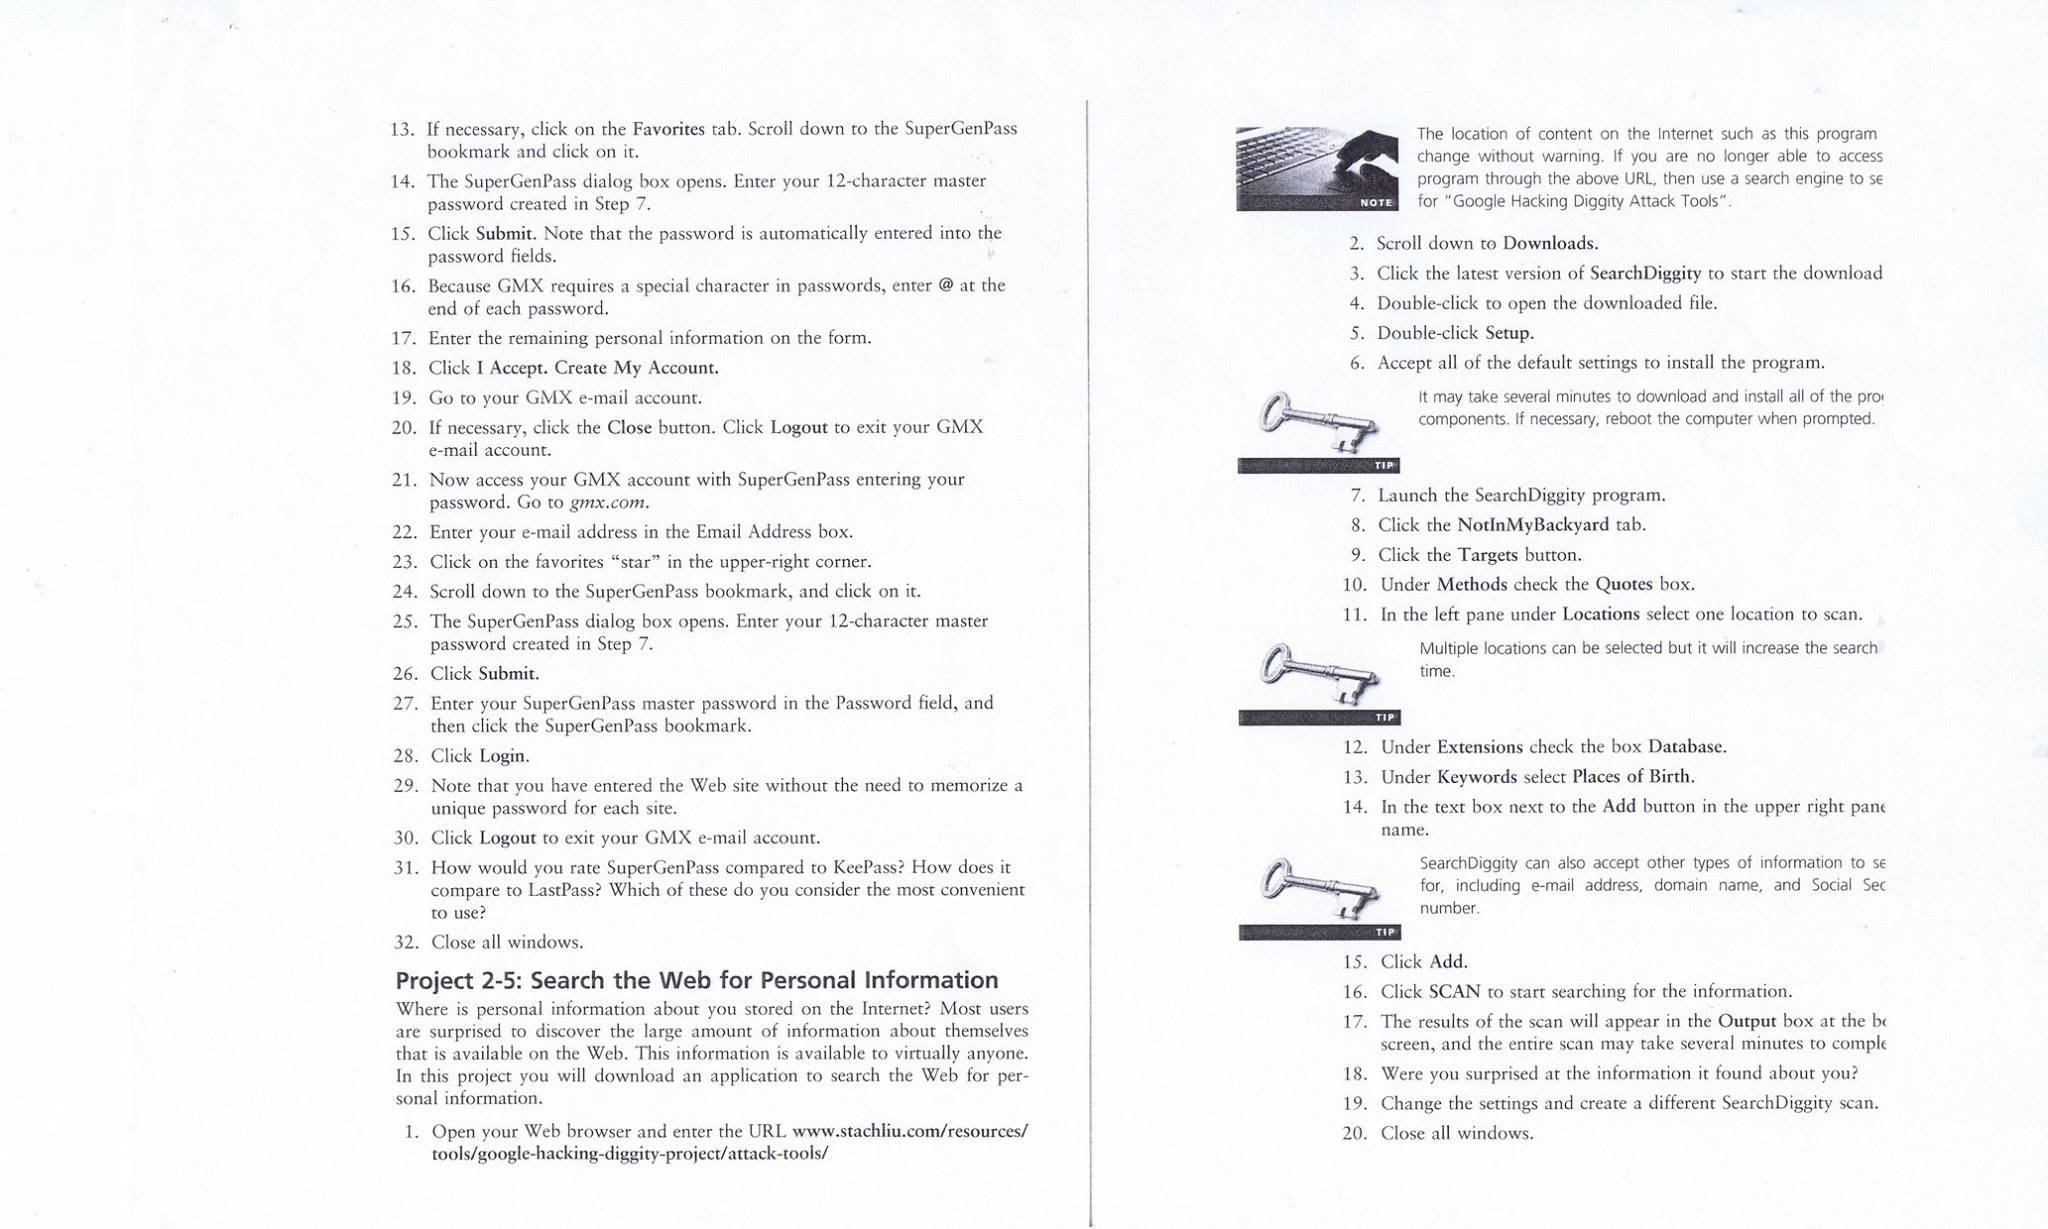 13. If necessary, click on the Favorites tab. Scroll down to the SuperGenPass
bookmark and click on it.
14. The SuperGenPass dialog box opens. Enter your 12-character master
password created in Step 7.
15. Click Submit. Note that the password is automatically entered into the
password fields.
16. Because GMX requires a special character in passwords, enter @ at the
end of each password.
17. Enter the remaining personal information on the form.
18. Click I Accept. Create My Account.
19. Go to your GMX e-mail account.
20. If necessary, click the Close button. Click Logout to exit your GMX
e-mail account.
21. Now access your GMX account with SuperGenPass entering your
password. Go to gmx.com.
22. Enter your e-mail address in the Email Address box.
23. Click on the favorites “star” in the upper-right corner.
24. Scroll down to the SuperGenPass bookmark, and click on it.
25. The SuperGenPass dialog box opens. Enter your 12-character master
password created in Step 7.
26. Click Submit.
27. Enter your SuperGenPass master password in the Password field, and
then click the SuperGenPass bookmark.
28. Click Login.
29. Note that you have entered the Web site without the need to memorize a
unique password for each site.
30. Click Logout to exit your GMX e-mail account.
31. How would you rate SuperGenPass compared to KeePass? How does it
compare to LastPass? Which of these do you consider the most convenient
to use?
32. Close all windows.
Project 2-5: Search the Web for Personal Information
Where is personal information about you stored on the Internet? Most users
are surprised to discover the large amount of information about themselves
that is available on the Web. This information is available to virtually anyone.
In this project you will download an application to search the Web for per-
sonal information.
1. Open your Web browser and enter the URL www.stachliu.com/resources/
tools/google-hacking-diggity-project/attack-tools/
The location of content on the Internet such as this program
change without warning. If you are no longer able to access
program through the above URL, then use a search engine to se
for "Google Hacking Diggity Attack Tools".
NOTE
2. Scroll down to Downloads.
3. Click the latest version of SearchDiggity to start the download
4. Double-click to open the downloaded file.
5. Double-click Setup.
6. Accept all of the default settings to install the program.
It may take several minutes to download and install all of the pro
components. If necessary, reboot the computer when prompted.
TIP
7. Launch the SearchDiggity program.
8. Click the NotInMyBackyard tab.
9. Click the Targets button.
10. Under Methods check the Quotes box.
11. In the left pane under Locations select one location to scan.
Multiple locations can be selected but it will increase the search
time.
TIP
12. Under Extensions check the box Database.
13. Under Keywords select Places of Birth.
14. In the text box next to the Add button in the upper right pane
name.
SearchDiggity can also accept other types of information to se
for, including e-mail address, domain name, and Social Sec
number.
TIP
15. Click Add.
16. Click SCAN to start searching for the information.
17. The results of the scan will appear in the Output box at the b
screen, and the entire scan may take several minutes to comple
18. Were you surprised at the information it found about you?
19. Change the settings and create a different SearchDiggity scan.
20. Close all windows.